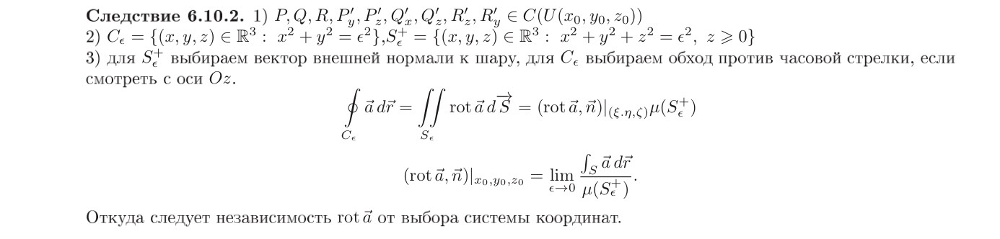 Следствие 6.10.2. 1) $P, Q, R, P'_y, P'_z, Q'_x, Q'_z, R'_z, R'_y \in C(U(x_0, y_0, z_0))$
2) $C_\epsilon = \{(x, y, z) \in \mathbb{R}^3 : x^2 + y^2 = \epsilon^2\}$,$S_\epsilon^+ = \{(x, y, z) \in \mathbb{R}^3 : x^2 + y^2 + z^2 = \epsilon^2, z \geqslant 0\}$
3) для $S_\epsilon^+$ выбираем вектор внешней нормали к шару, для $C_\epsilon$ выбираем обход против часовой стрелки, если
смотреть с оси $Oz$.
$\oint\limits_{C_\epsilon} \vec{a}\, d\vec{r} = \iint\limits_{S_\epsilon} \operatorname{rot} \vec{a}\, d\overrightarrow{S} = (\operatorname{rot} \vec{a}, \vec{n})|_{(\xi.\eta,\zeta)} \mu(S_\epsilon^+)$
$(\operatorname{rot} \vec{a}, \vec{n})|_{x_0,y_0,z_0} = \lim\limits_{\epsilon \to 0} \frac{\int_S \vec{a}\, d\vec{r}}{\mu(S_\epsilon^+)}.$
Откуда следует независимость $\operatorname{rot} \vec{a}$ от выбора системы координат.